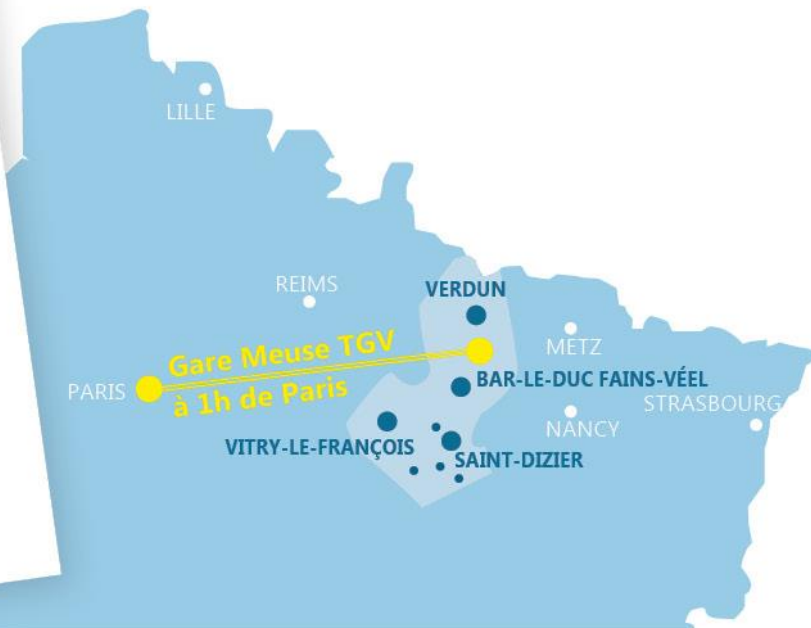 LILLE
REIMS
VERDUN
Gare Meuse TGV
METZ
PARIS
à 1h de Paris
BAR-LE-DUC FAINS-VÉEL
STRASBOURG
NANCY
VITRY-LE-FRANÇOIS
SAINT-DIZIER